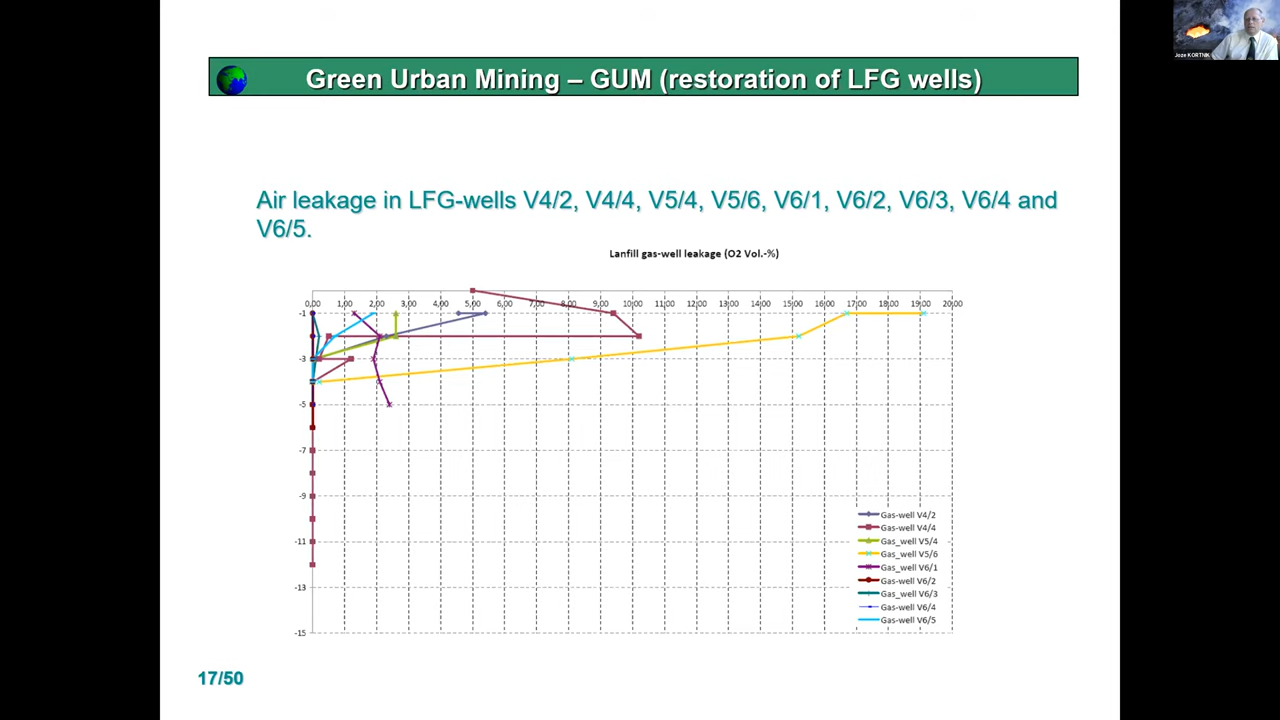 Joze KORTNIK
Green Urban Mining – GUM (restoration of LFG wells)
Air leakage in LFG-wells V4/2, V4/4, V5/4, V5/6, V6/1, V6/2, V6/3, V6/4 and
V6/5.
Lanfill gas-well leakage (O2 Vol.-%)
0,00 1,00 2,00 3,00 4,00 5,00 6,00 7,00 8,00 9,00 10,00 11,00 12,00 13,00 14,00 15,00 16,00 17,00 18,00 19,00 20,00
-1
-3
-5
-7
-9
-11
-13
-15
Gas-well V4/2
Gas-well V4/4
Gas_well V5/4
Gas_well V5/6
Gas_well V6/1
Gas-well V6/2
Gas_well V6/3
Gas-well V6/4
Gas-well V6/5
17/50